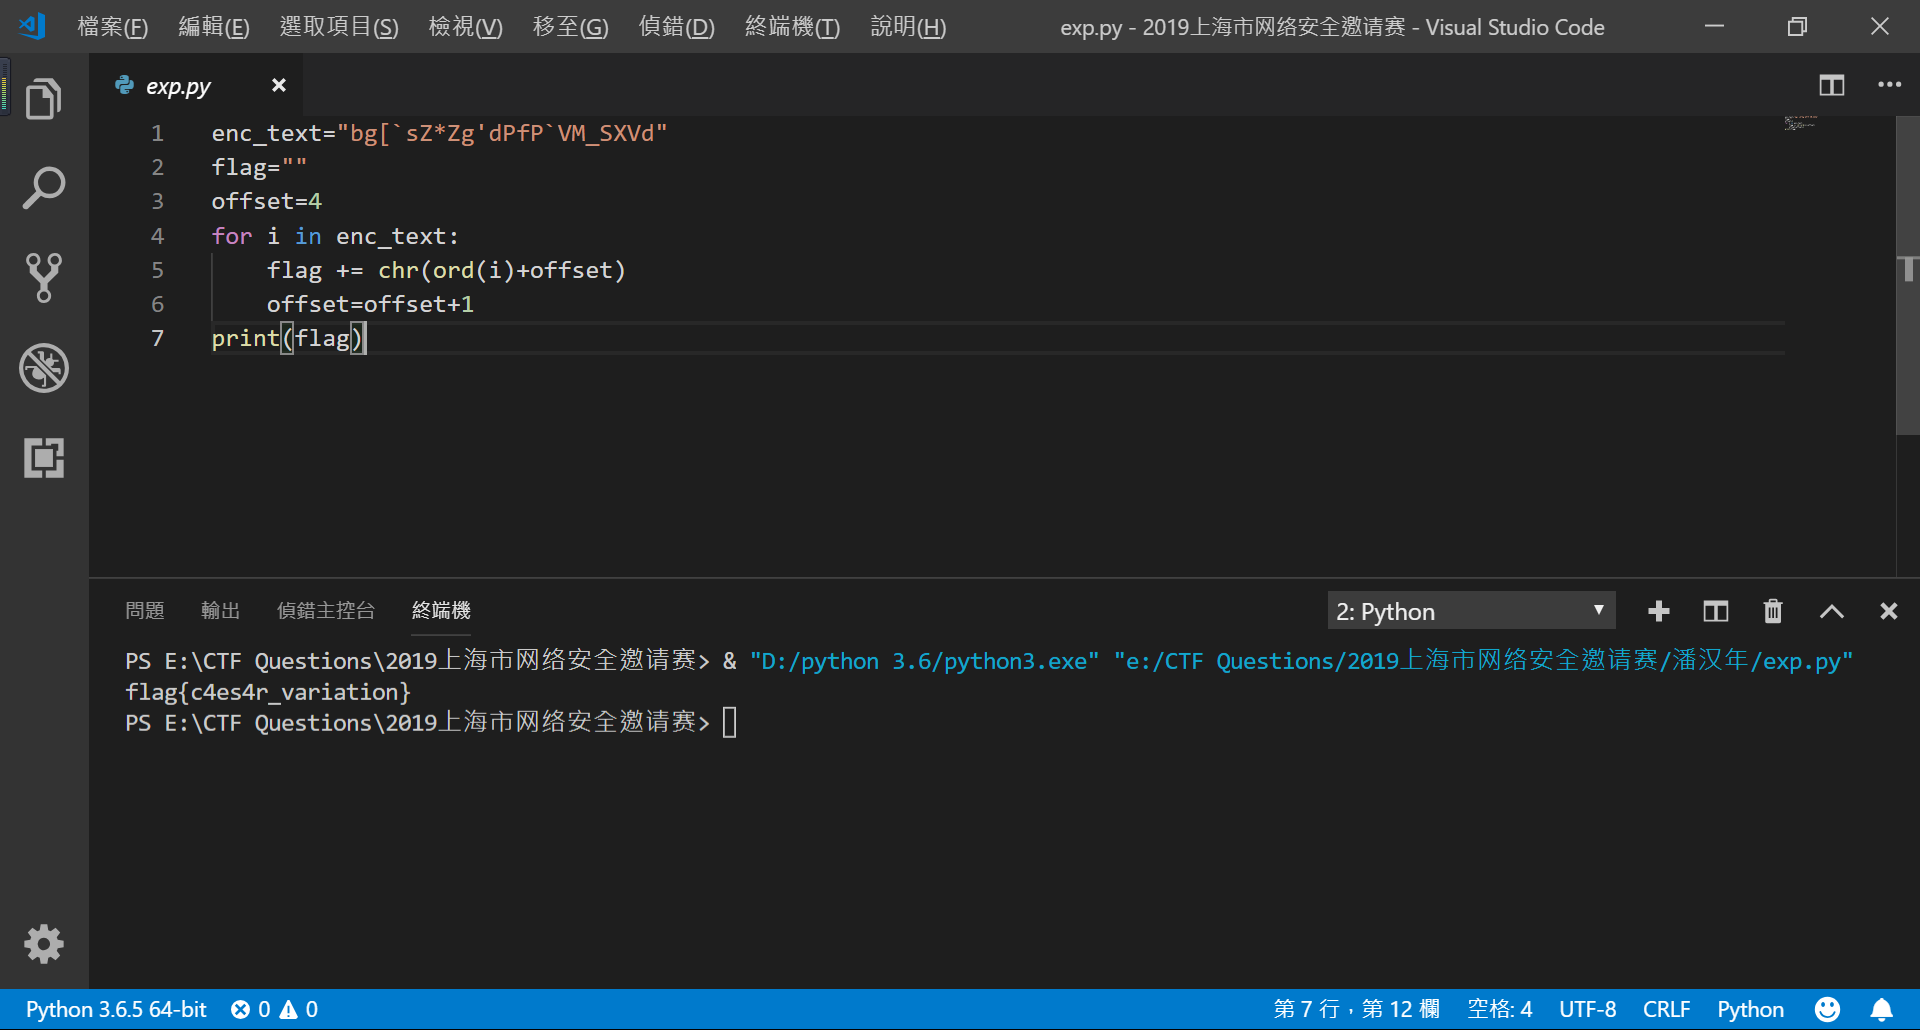 檔案(F) 編輯(E) 選取項目(S) 檢視(V) 移至(G) 偵錯(D) 終端機(T) 說明(H) exp.py - 2019上海市网络安全邀请赛 - Visual Studio Code
exp.py
1 enc_text="bg[`sZ*Zg'dPfP`VM_SXVd"
2 flag=""
3 offset=4
4 for i in enc_text:
5     flag += chr(ord(i)+offset)
6     offset=offset+1
7 print(flag)
問題 輸出 偵錯主控台 終端機 2: Python
PS E:\CTF Questions\2019上海市网络安全邀请赛> & "D:/python 3.6/python3.exe" "e:/CTF Questions/2019上海市网络安全邀请赛/潘汉年/exp.py"
flag{c4es4r_variation}
PS E:\CTF Questions\2019上海市网络安全邀请赛>
Python 3.6.5 64-bit 0 0 第 7 行，第 12 欄 空格: 4 UTF-8 CRLF Python